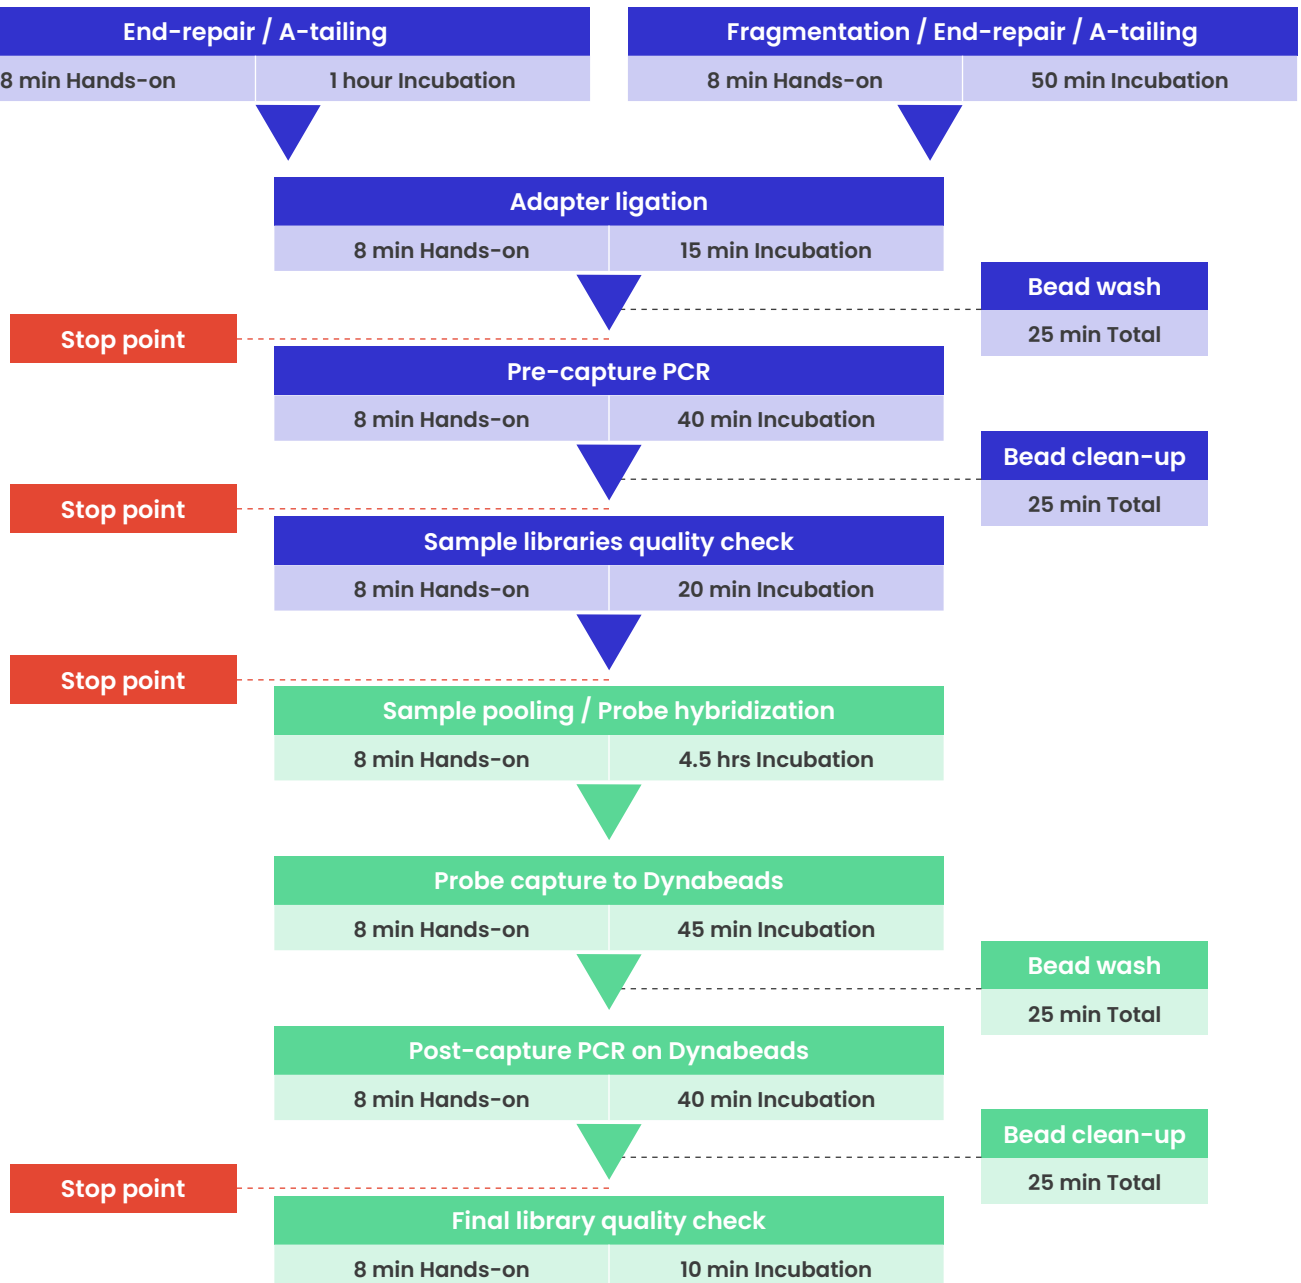 End-repair / A-tailing
8 min Hands-on
1 hour Incubation
Fragmentation / End-repair / A-tailing
8 min Hands-on
50 min Incubation
Adapter ligation
8 min Hands-on
15 min Incubation
Bead wash
25 min Total
Stop point
Pre-capture PCR
8 min Hands-on
40 min Incubation
Bead clean-up
25 min Total
Stop point
Sample libraries quality check
8 min Hands-on
20 min Incubation
Stop point
Sample pooling / Probe hybridization
8 min Hands-on
4.5 hrs Incubation
Probe capture to Dynabeads
8 min Hands-on
45 min Incubation
Bead wash
25 min Total
Post-capture PCR on Dynabeads
8 min Hands-on
40 min Incubation
Bead clean-up
25 min Total
Stop point
Final library quality check
8 min Hands-on
10 min Incubation